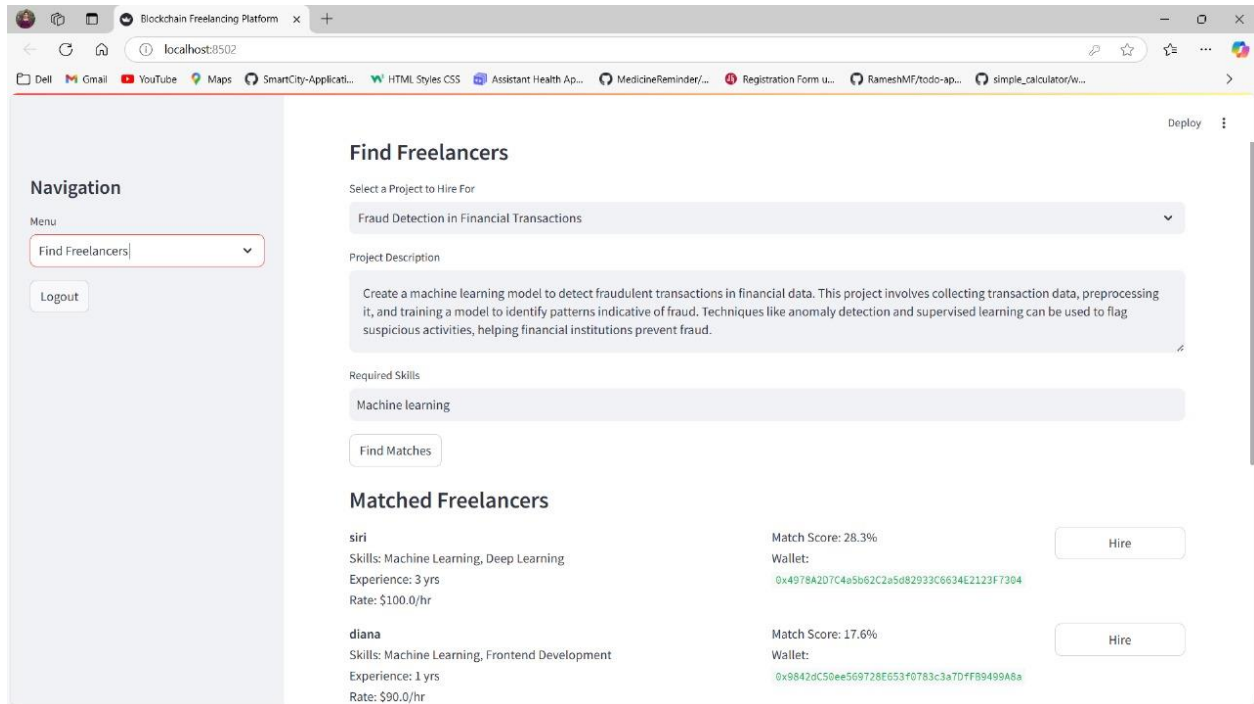 Blockchain Freelancing Platform
localhost:8502
Dell
Gmail
YouTube
Maps
SmartCity-Applicati...
HTML Styles CSS
Assistant Health Ap...
MedicineReminder/...
Registration Form u...
RameshMF/todo-ap...
simple_calculator/w...
Deploy
Navigation
Menu
Find Freelancers
Logout
Find Freelancers
Select a Project to Hire For
Fraud Detection in Financial Transactions
Project Description
Create a machine learning model to detect fraudulent transactions in financial data. This project involves collecting transaction data, preprocessing
it, and training a model to identify patterns indicative of fraud. Techniques like anomaly detection and supervised learning can be used to flag
suspicious activities, helping financial institutions prevent fraud.
Required Skills
Machine learning
Find Matches
Matched Freelancers
siri
Skills: Machine Learning, Deep Learning
Experience: 3 yrs
Rate: $100.0/hr
Match Score: 28.3%
Wallet:
0x4978A2D7C4a5b62C2a5d82933C6634E2123F7304
Hire
diana
Skills: Machine Learning, Frontend Development
Experience: 1 yrs
Rate: $90.0/hr
Match Score: 17.6%
Wallet:
0x9842dC50ee569728E653f0783c3a7DfFB9499A8a
Hire